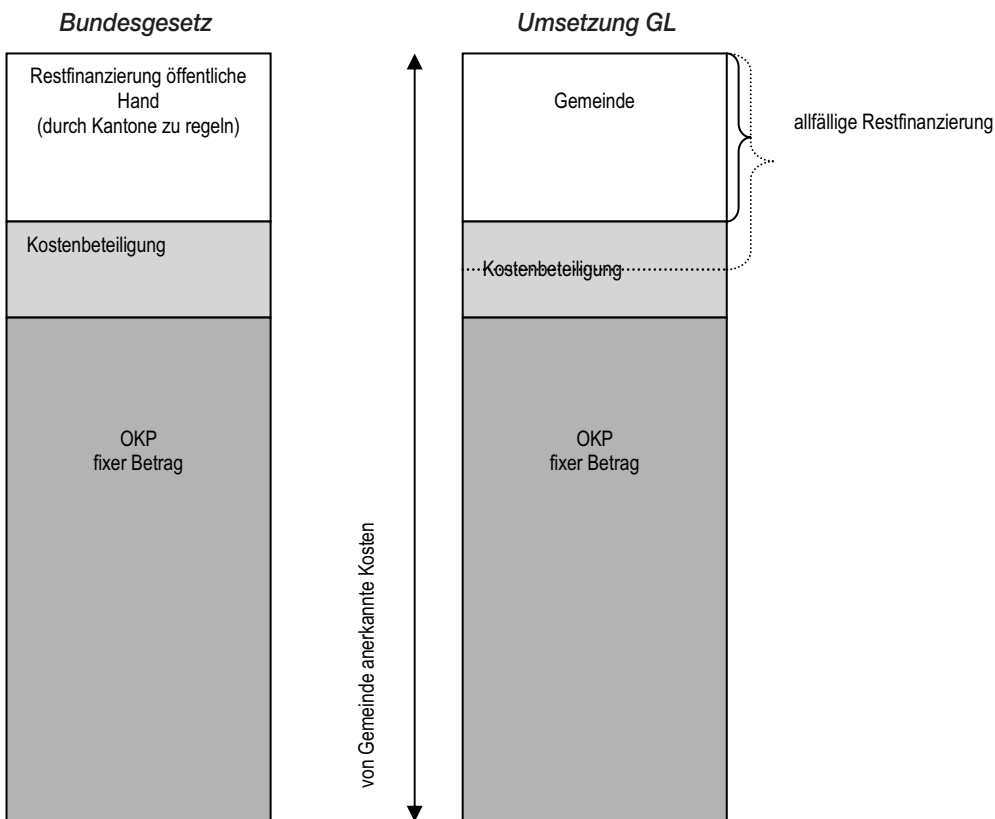 Bundesgesetz
Umsetzung GL
Restfinanzierung öffentliche
Hand
(durch Kantone zu regeln)
Gemeinde
allfällige Restfinanzierung
Kostenbeteiligung
Kostenbeteiligung
OKP
fixer Betrag
von Gemeinde anerkannte Kosten
OKP
fixer Betrag